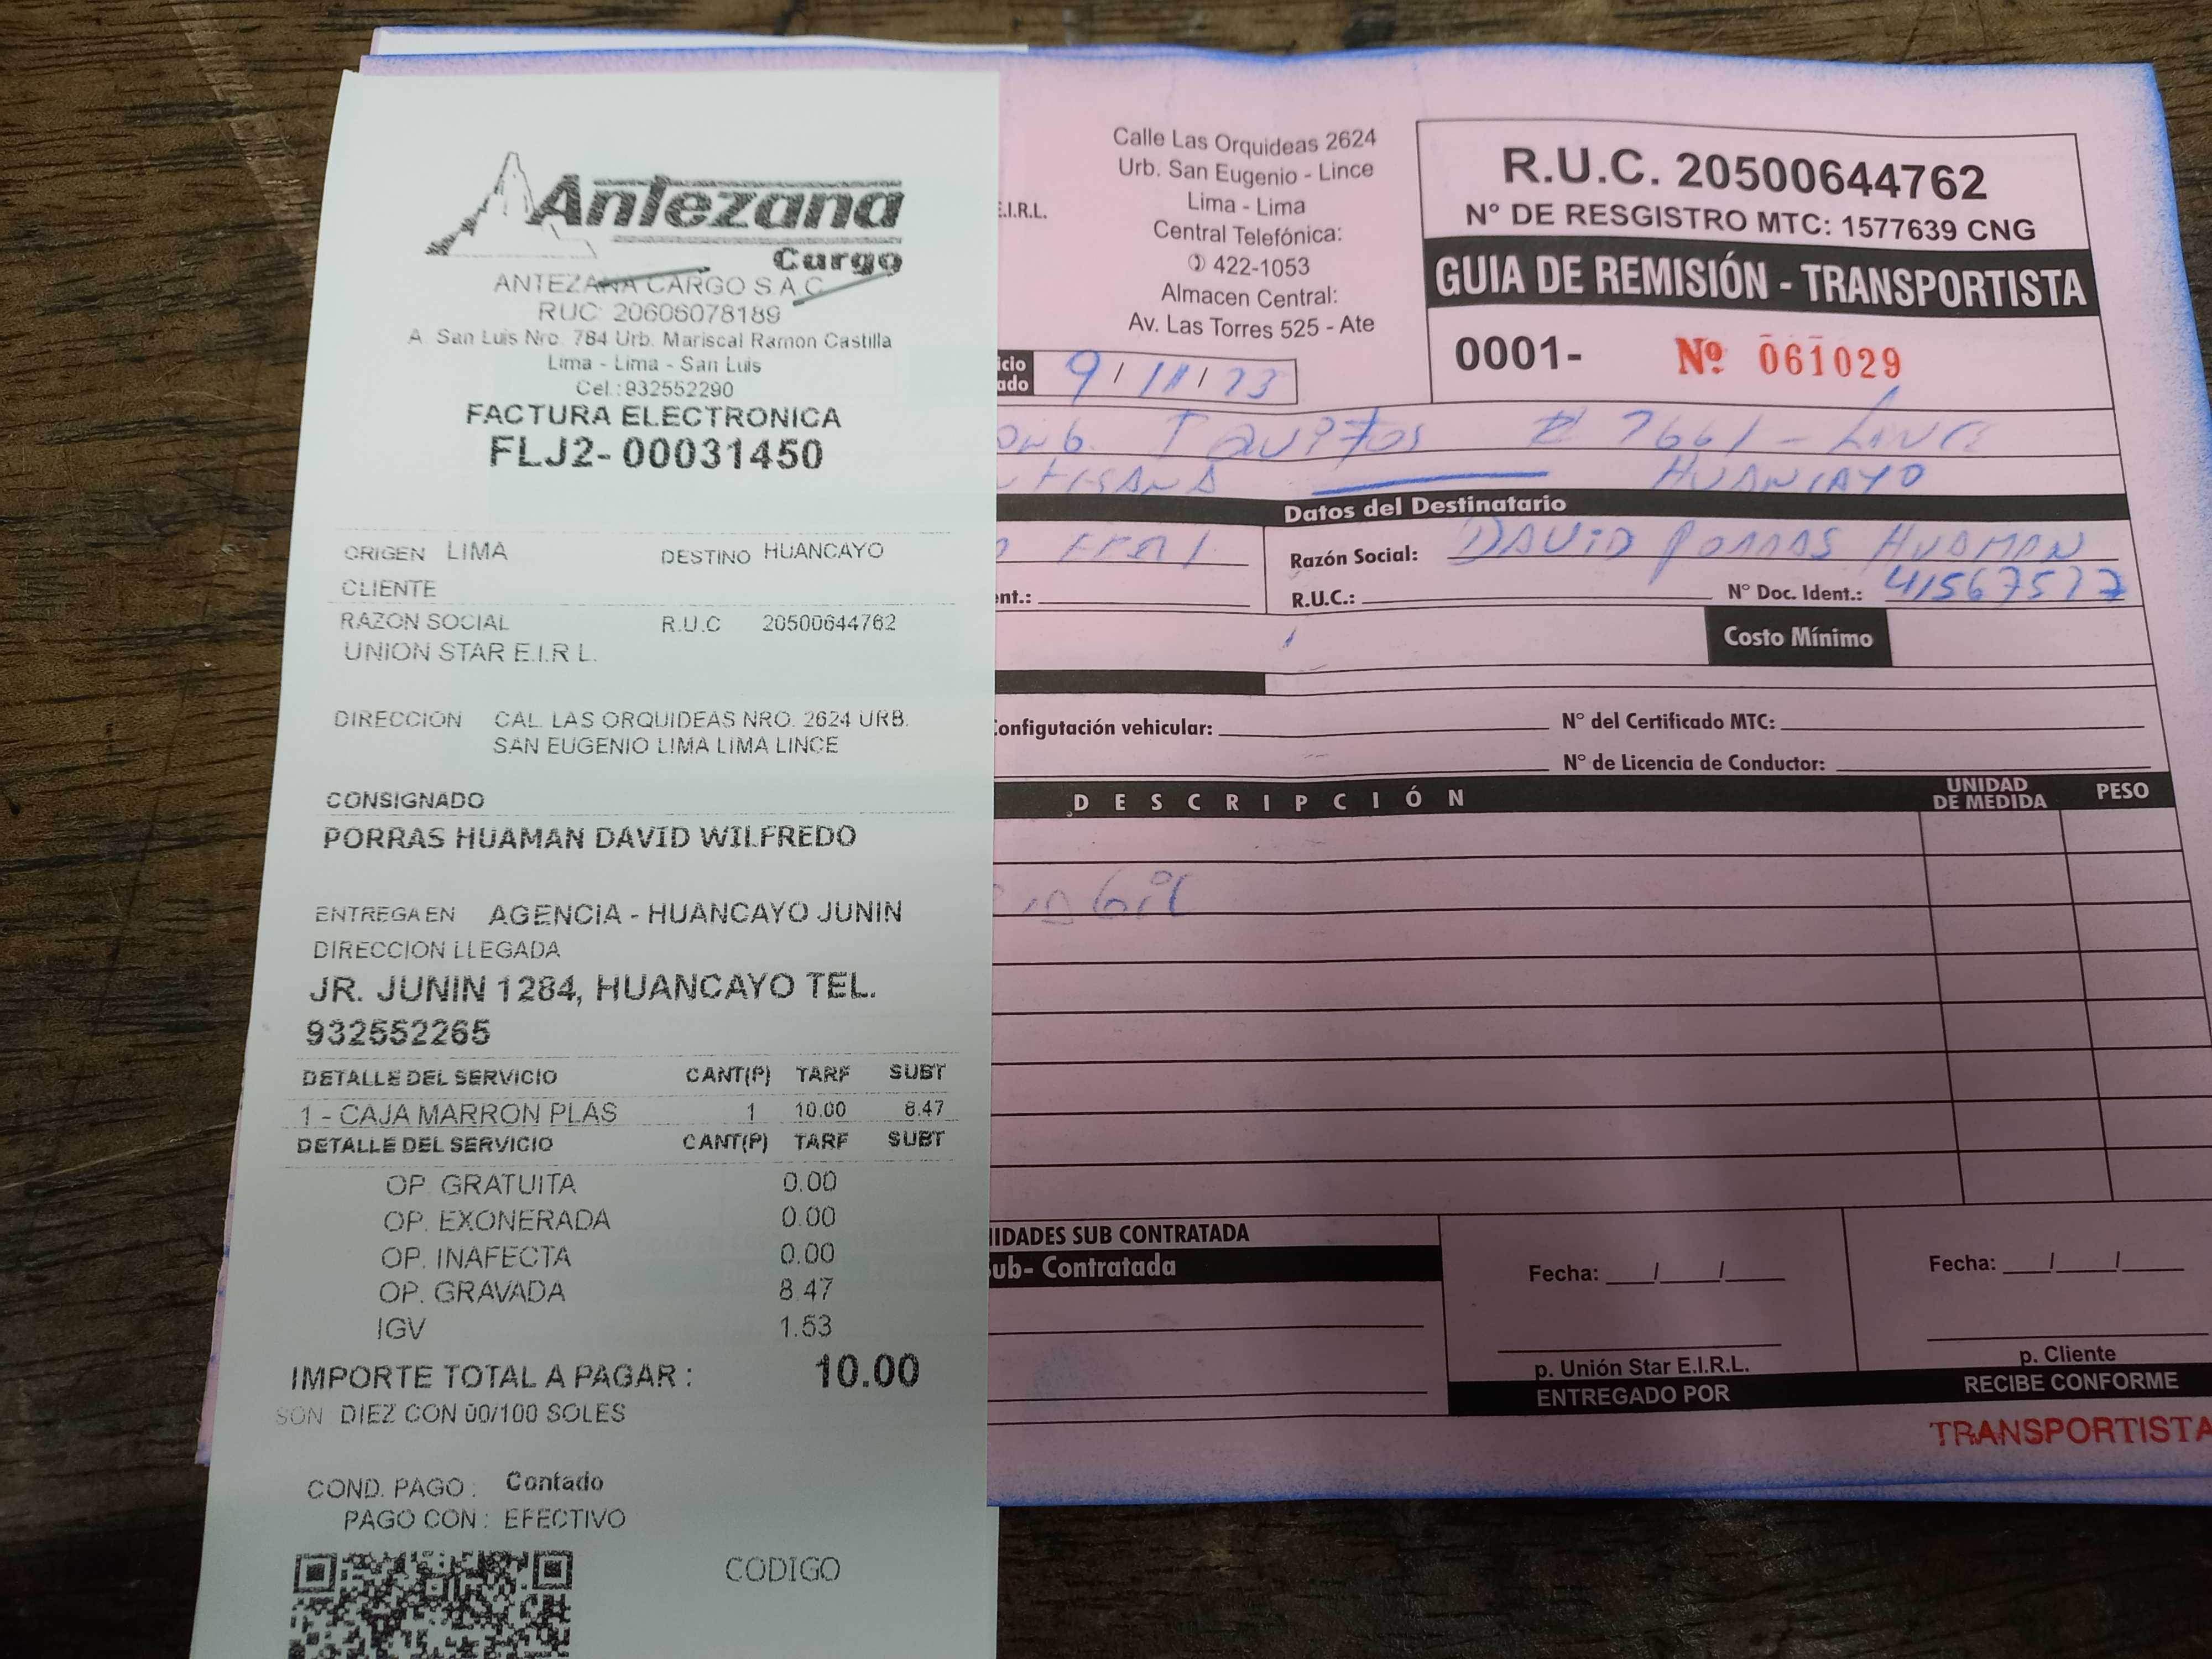 Antezana
Cargo
ANTEZANA CARGO S.A.C
RUC: 20606078189
A. San Luis Nro. 784 Urb. Mariscal Ramon Castilla
Lima - Lima - San Luis
Cel.:932552290
FACTURA ELECTRONICA
FLJ2- 00031450
ORIGEN LIMA DESTINO HUANCAYO
CLIENTE
RAZON SOCIAL R.U.C 20500644762
UNION STAR E.I.R L.
DIRECCION CAL. LAS ORQUIDEAS NRO. 2624 URB.
SAN EUGENIO LIMA LIMA LINCE
CONSIGNADO
PORRAS HUAMAN DAVID WILFREDO
ENTREGA EN AGENCIA - HUANCAYO JUNIN
DIRECCION LLEGADA
JR. JUNIN 1284, HUANCAYO TEL.
932552265
DETALLE DEL SERVICIO CANT(P) TARF SUBT
1 - CAJA MARRON PLAS 1 10.00 8.47
DETALLE DEL SERVICIO CANT(P) TARF SUBT
OP. GRATUITA 0.00
OP. EXONERADA 0.00
OP. INAFECTA 0.00
OP. GRAVADA 8.47
IGV 1.53
IMPORTE TOTAL A PAGAR : 10.00
SON DIEZ CON 00/100 SOLES
COND. PAGO : Contado
PAGO CON : EFECTIVO
CODIGO
E.I.R.L.
Calle Las Orquideas 2624
Urb. San Eugenio - Lince
Lima - Lima
Central Telefónica:
✆ 422-1053
Almacen Central:
Av. Las Torres 525 - Ate
R.U.C. 20500644762
N° DE RESGISTRO MTC: 1577639 CNG
GUIA DE REMISIÓN - TRANSPORTISTA
0001- Nº 061029
icio
ado
HUANCAYO
Datos del Destinatario
Razón Social: DAVID PORRAS HUAMAN
ent.: R.U.C.: N° Doc. Ident.: 41567577
Costo Mínimo
onfigutación vehicular: N° del Certificado MTC:
N° de Licencia de Conductor:
DESCRIPCIÓN UNIDAD DE MEDIDA PESO
IDADES SUB CONTRATADA
ub- Contratada
Fecha: / / Fecha: / /
p. Unión Star E.I.R.L. p. Cliente
ENTREGADO POR RECIBE CONFORME
TRANSPORTISTA